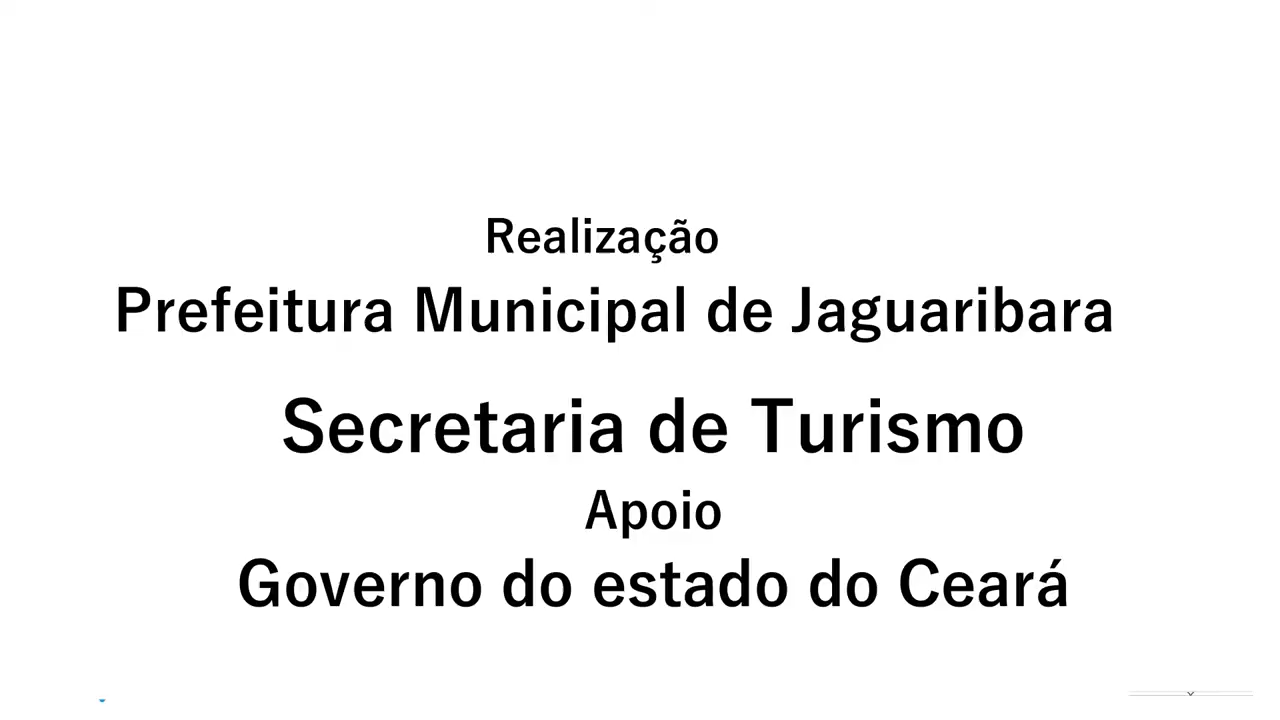 Realização
Prefeitura Municipal de Jaguaribara
Secretaria de Turismo
Apoio
Governo do estado do Ceará